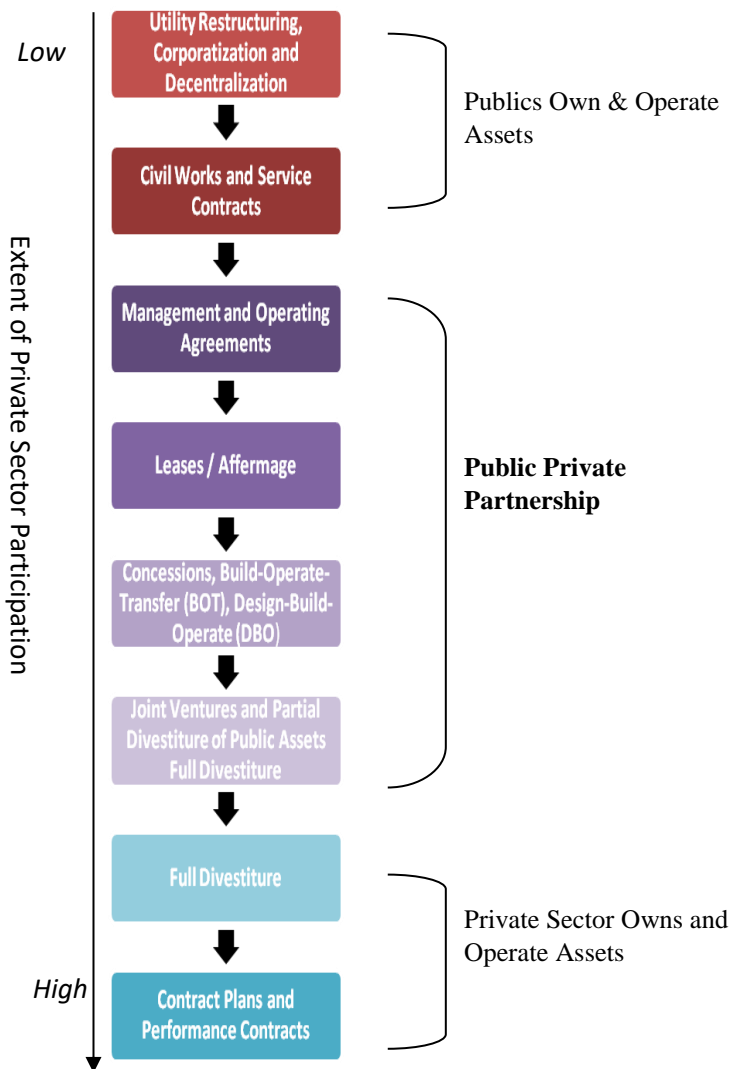 Low
Utility Restructuring,
Corporatization and
Decentralization
Publics Own & Operate
Assets
Civil Works and Service
Contracts
Extent of Private Sector Participation
Management and Operating
Agreements
Leases / Affermage
Public Private
Partnership
Concessions, Build-Operate-
Transfer (BOT), Design-Build-
Operate (DBO)
Joint Ventures and Partial
Divestiture of Public Assets
Full Divestiture
Full Divestiture
Private Sector Owns and
Operate Assets
High
Contract Plans and
Performance Contracts